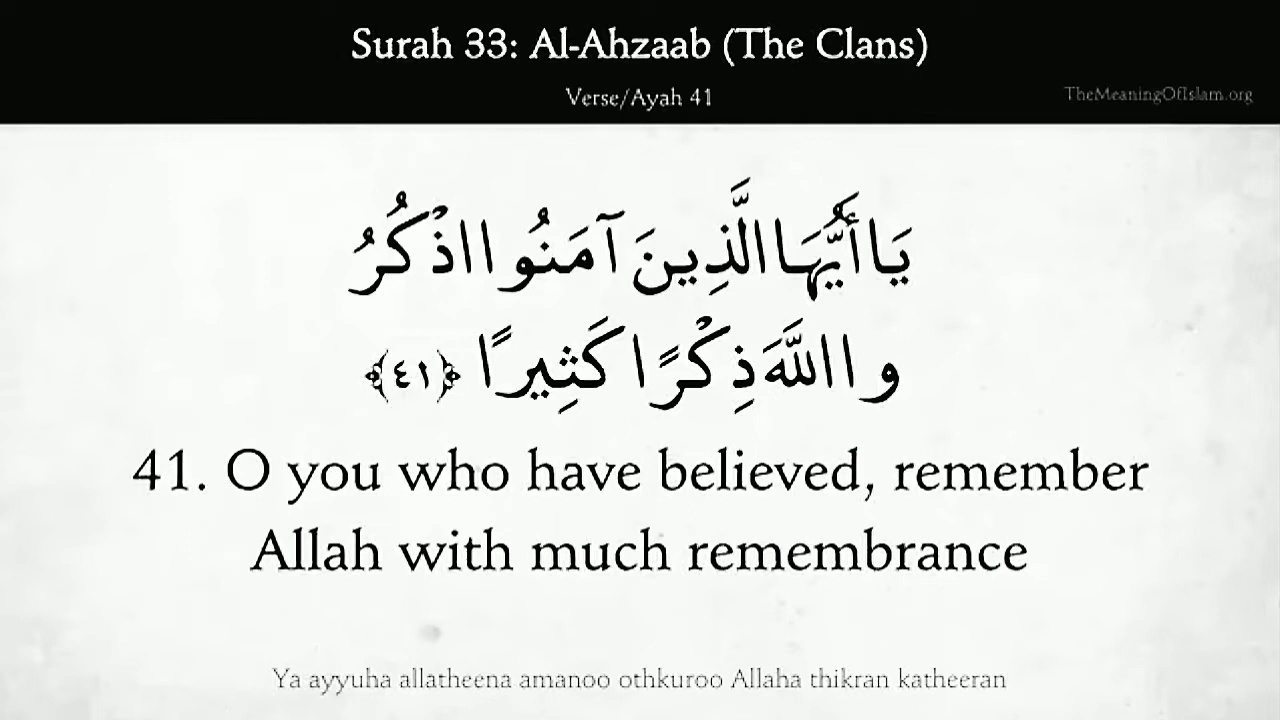 Surah 33: Al-Ahzaab (The Clans)
Verse/Ayah 41
TheMeaningOfIslam.org
يَا أَيُّهَا الَّذِينَ آمَنُوا اذْكُرُ
وا اللَّهَ ذِكْرًا كَثِيرًا ﴿٤١﴾
41. O you who have believed, remember
Allah with much remembrance
Ya ayyuha allatheena amanoo othkuroo Allaha thikran katheeran